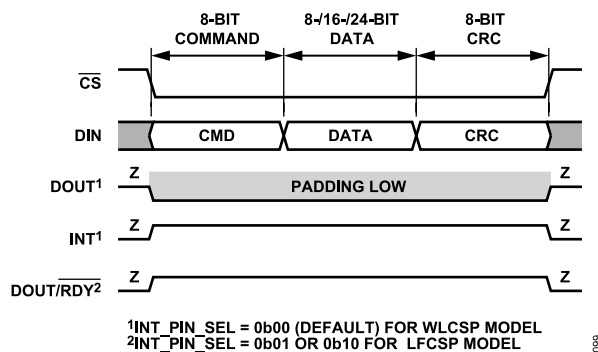 8-BIT
COMMAND
8-/16-/24-BIT
DATA
8-BIT
CRC
CS
DIN
CMD
DATA
CRC
DOUT1
Z
PADDING LOW
Z
INT1
Z
Z
DOUT/RDY2
Z
Z
1INT_PIN_SEL = 0b00 (DEFAULT) FOR WLCSP MODEL
2INT_PIN_SEL = 0b01 OR 0b10 FOR LFCSP MODEL
099